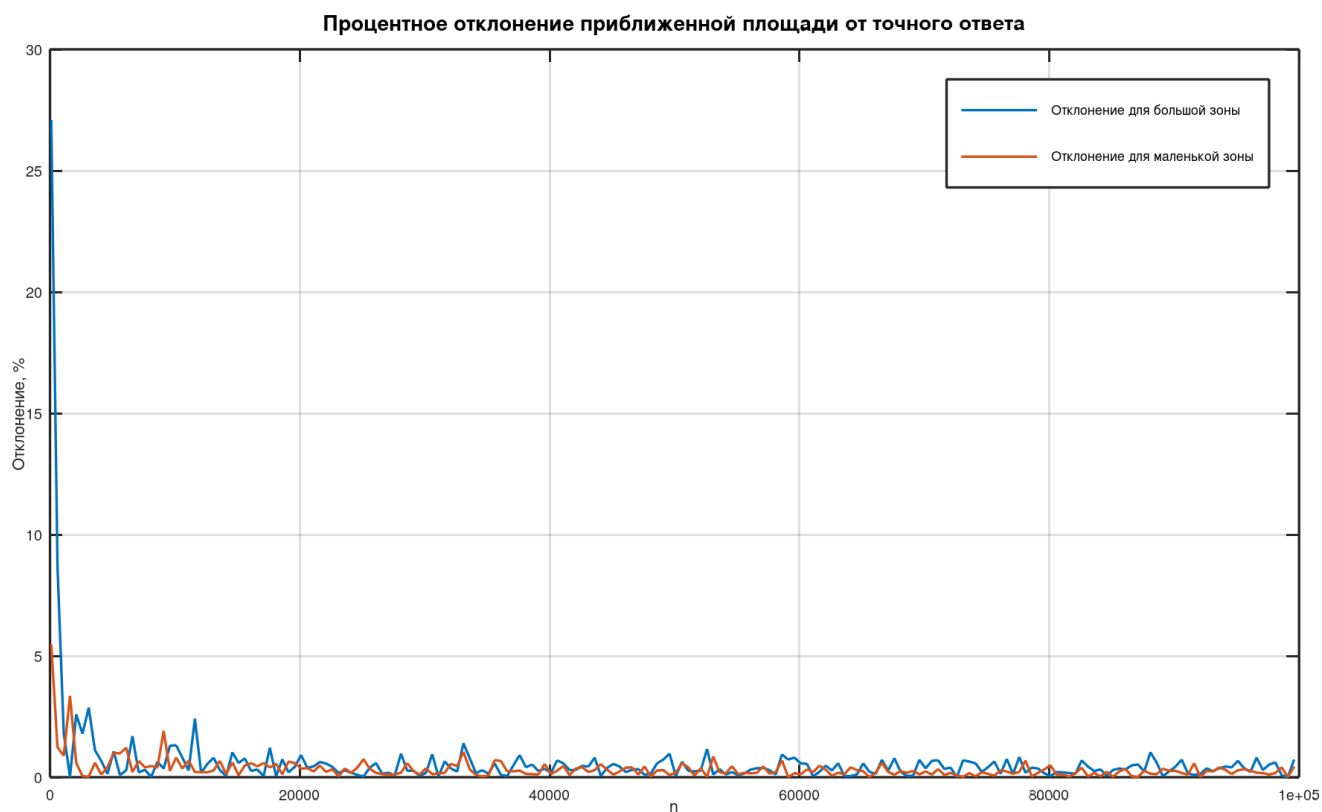 Процентное отклонение приближенной площади от точного ответа
30
25
20
15
10
5
0
Отклонение, %
Отклонение для большой зоны
Отклонение для маленькой зоны
0
20000
40000
60000
80000
1e+05
n